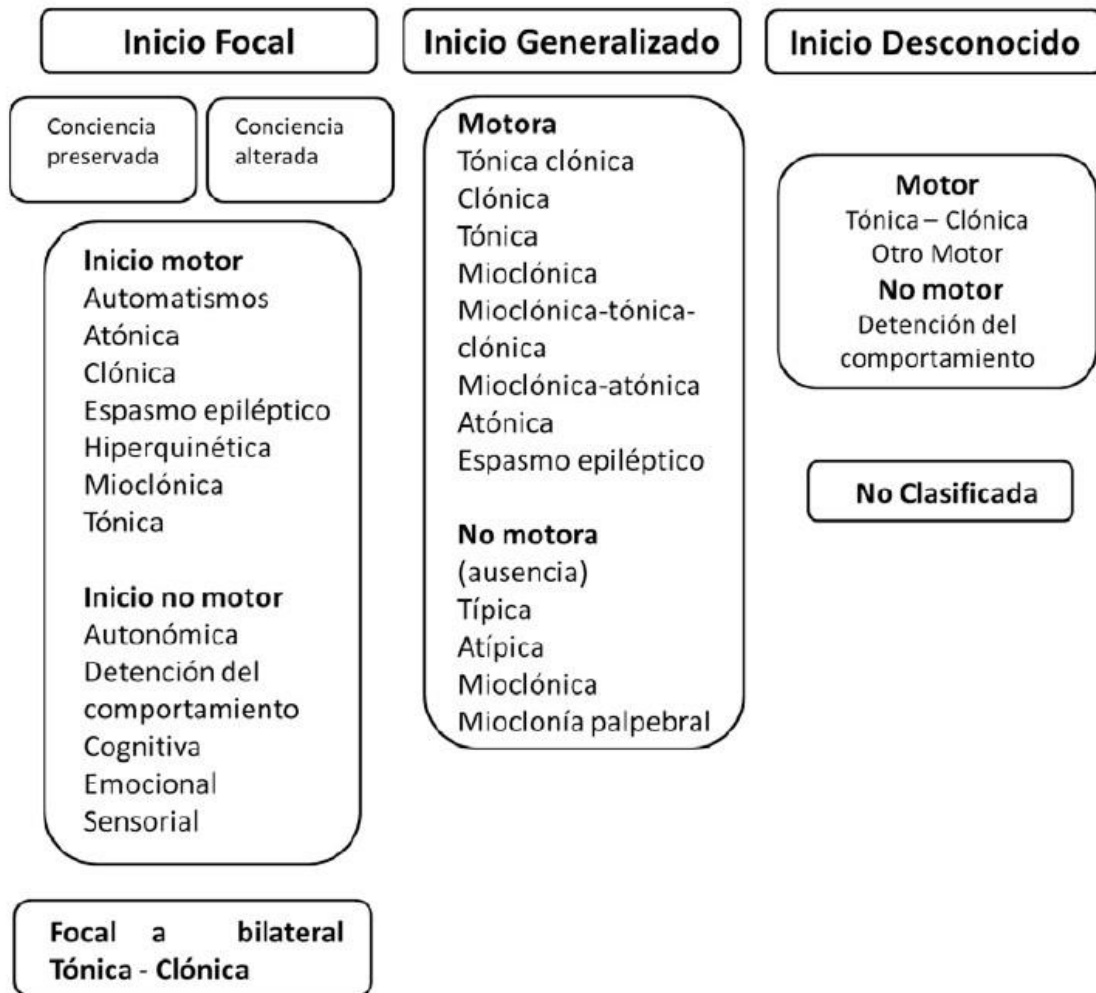 Inicio Focal
Conciencia
preservada
Conciencia
alterada
Inicio motor
Automatismos
Atónica
Clónica
Espasmo epiléptico
Hiperquinética
Mioclónica
Tónica
Inicio no motor
Autonómica
Detención del
comportamiento
Cognitiva
Emocional
Sensorial
Focal a bilateral
Tónica - Clónica
Inicio Generalizado
Motora
Tónica clónica
Clónica
Tónica
Mioclónica
Mioclónica-tónica-
clónica
Mioclónica-atónica
Atónica
Espasmo epiléptico
No motora
(ausencia)
Típica
Atípica
Mioclónica
Mioclonía palpebral
Inicio Desconocido
Motor
Tónica – Clónica
Otro Motor
No motor
Detención del
comportamiento
No Clasificada